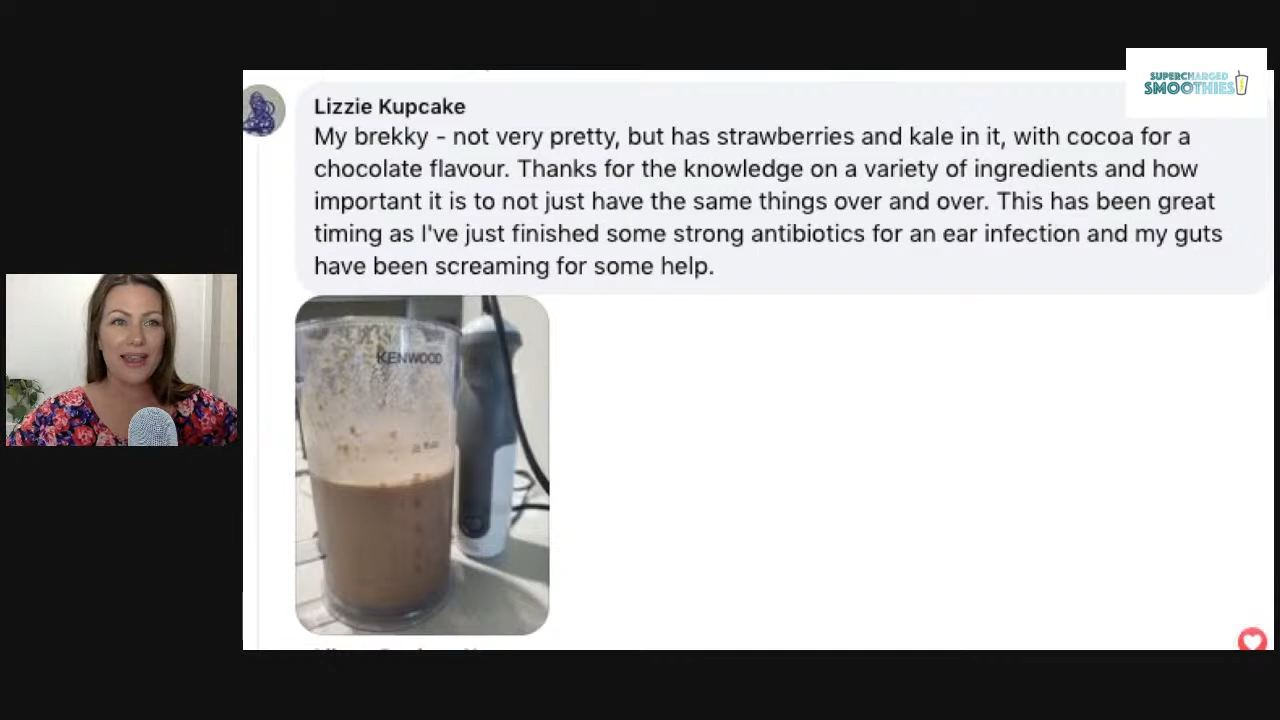 SUPERCHARGED
SMOOTHIES
Lizzie Kupcake
My brekky - not very pretty, but has strawberries and kale in it, with cocoa for a
chocolate flavour. Thanks for the knowledge on a variety of ingredients and how
important it is to not just have the same things over and over. This has been great
timing as I've just finished some strong antibiotics for an ear infection and my guts
have been screaming for some help.
KENWOOD